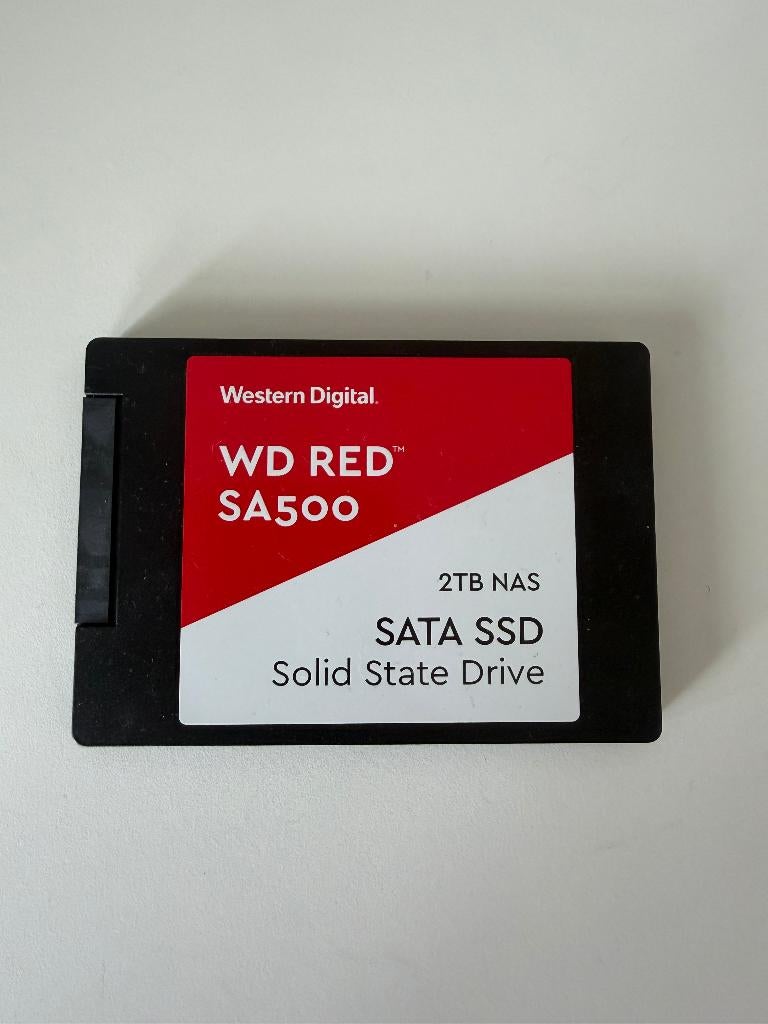 Western Digital.
WD RED™
SA500
2TB NAS
SATA SSD
Solid State Drive